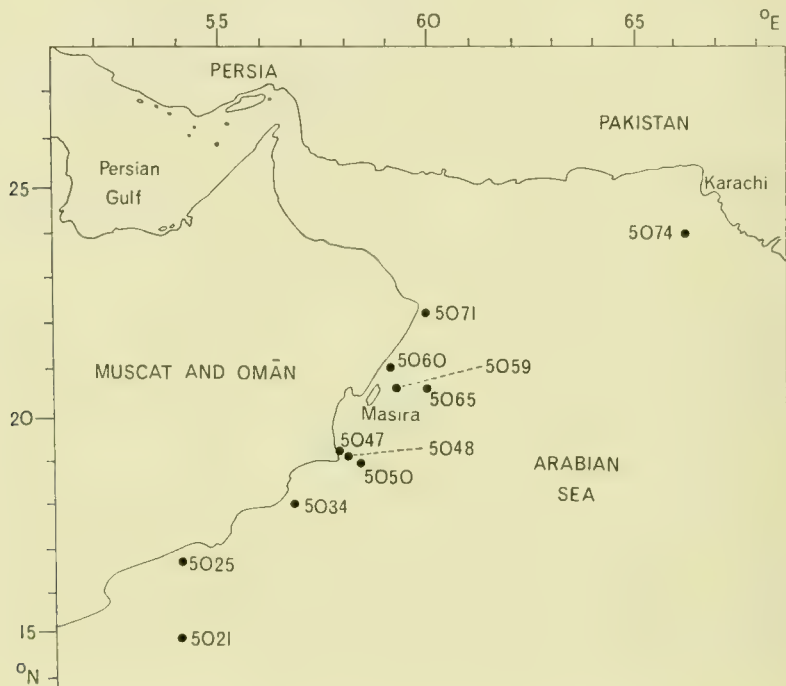 55 60 65 °E
PERSIA
PAKISTAN
Persian
Gulf
25
Karachi
5074
5071
5060
5059
MUSCAT AND OMĀN
5065
20
Masira
5047
5048
5050
ARABIAN
SEA
5034
5025
15
5021
°N